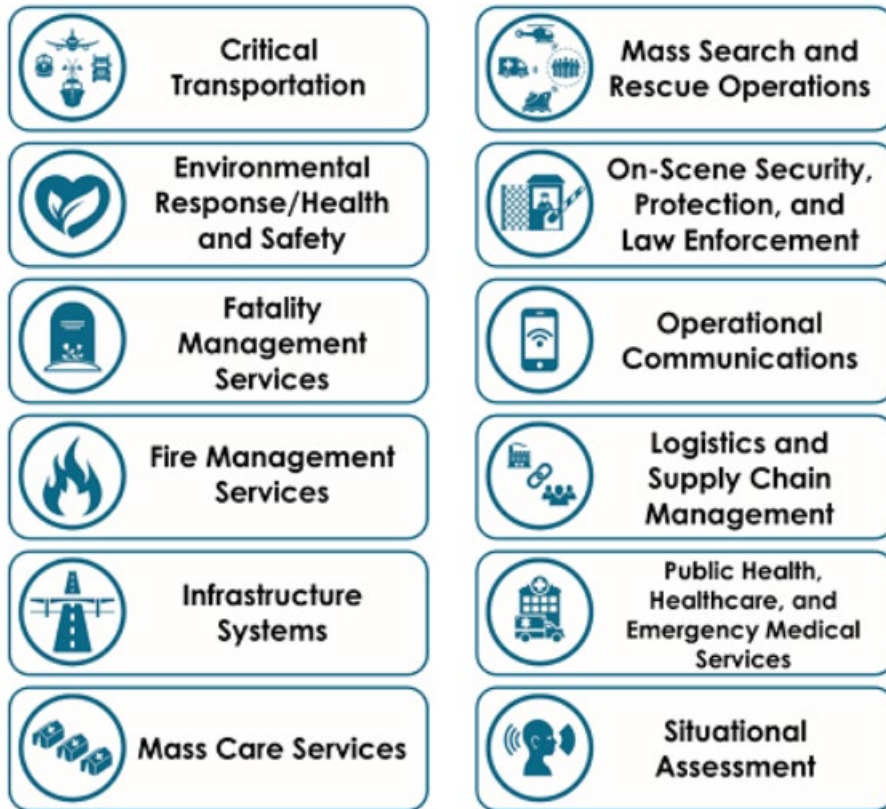 Critical
Transportation
Mass Search and
Rescue Operations
Environmental
Response/Health
and Safety
On-Scene Security,
Protection, and
Law Enforcement
Fatality
Management
Services
Operational
Communications
Fire Management
Services
Logistics and
Supply Chain
Management
Infrastructure
Systems
Public Health,
Healthcare, and
Emergency Medical
Services
Mass Care Services
Situational
Assessment